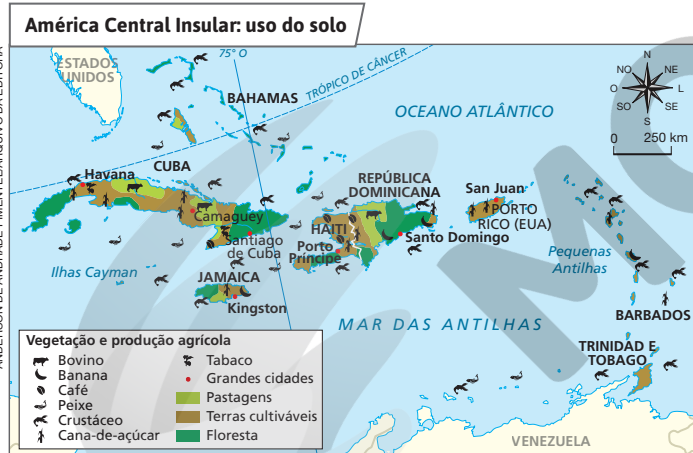 América Central Insular: uso do solo
ESTADOS
UNIDOS
75° O
TRÓPICO DE CÂNCER
BAHAMAS
OCEANO ATLÂNTICO
N
NO
NE
O
L
SO
SE
S
0 250 km
Havana
CUBA
Camagüey
Santiago
de Cuba
Ilhas Cayman
JAMAICA
Kingston
HAITI
Porto
Príncipe
REPÚBLICA
DOMINICANA
Santo Domingo
San Juan
PORTO
RICO (EUA)
Pequenas
Antilhas
BARBADOS
MAR DAS ANTILHAS
TRINIDAD E
TOBAGO
VENEZUELA
Vegetação e produção agrícola
Bovino
Banana
Café
Peixe
Crustáceo
Cana-de-açúcar
Tabaco
Grandes cidades
Pastagens
Terras cultiváveis
Floresta